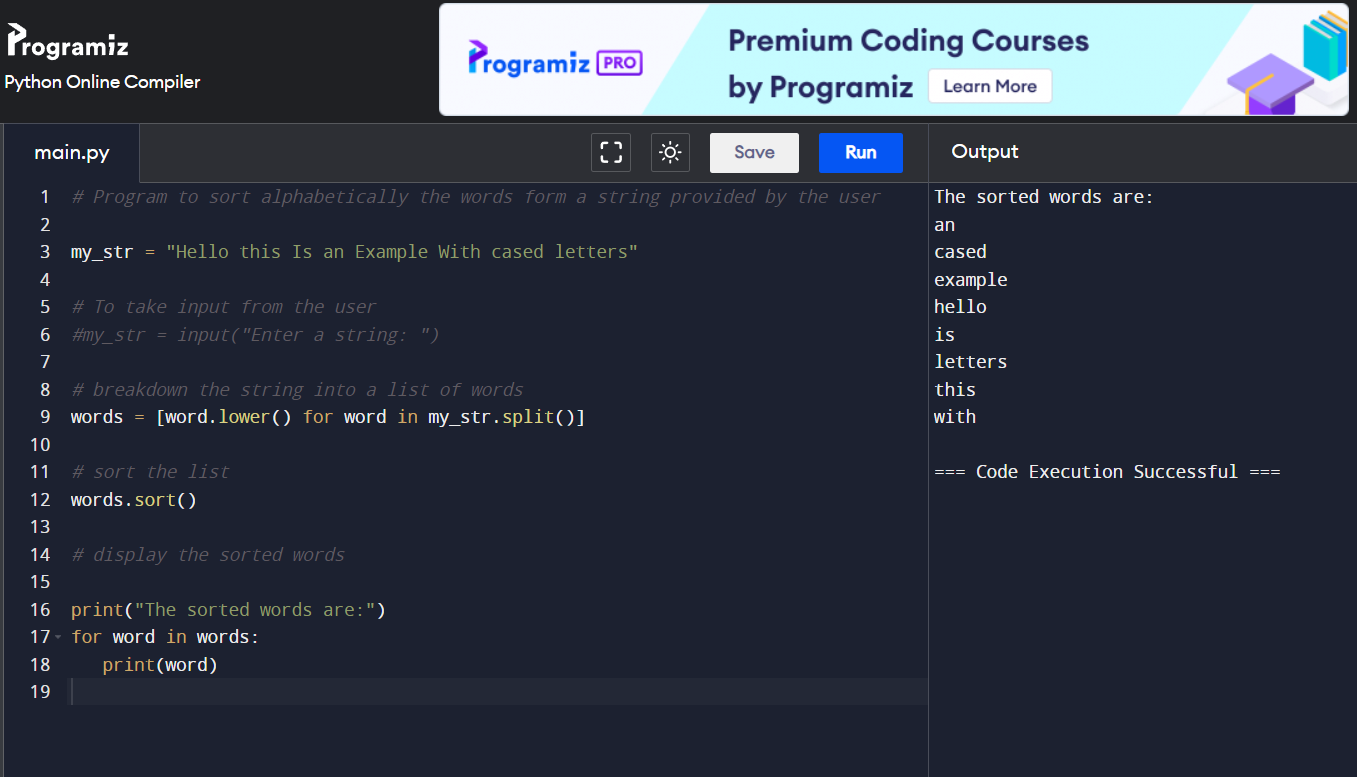 Programiz
Python Online Compiler
Programiz PRO
Premium Coding Courses
by Programiz
Learn More
main.py
Save
Run
Output
1 # Program to sort alphabetically the words form a string provided by the user
2
3 my_str = "Hello this Is an Example With cased letters"
4
5 # To take input from the user
6 #my_str = input("Enter a string: ")
7
8 # breakdown the string into a list of words
9 words = [word.lower() for word in my_str.split()]
10
11 # sort the list
12 words.sort()
13
14 # display the sorted words
15
16 print("The sorted words are:")
17 for word in words:
18    print(word)
19
The sorted words are:
an
cased
example
hello
is
letters
this
with
=== Code Execution Successful ===